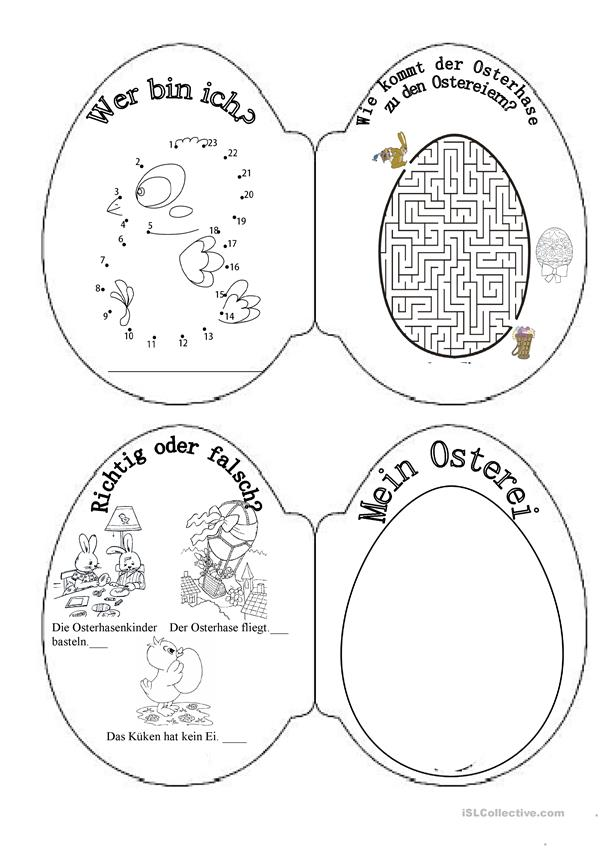 Wer bin ich?
1 23
2 22
21
3 20
4 5 19
6 18
17
7 16
8 15
9 14
10 11 12 13
Wie kommt der Osterhase
zu den Ostereiern?
Richtig oder falsch?
Die Osterhasenkinder
basteln.___
Der Osterhase fliegt.___
Das Küken hat kein Ei. ____
Mein Osterei
iSLCollective.com